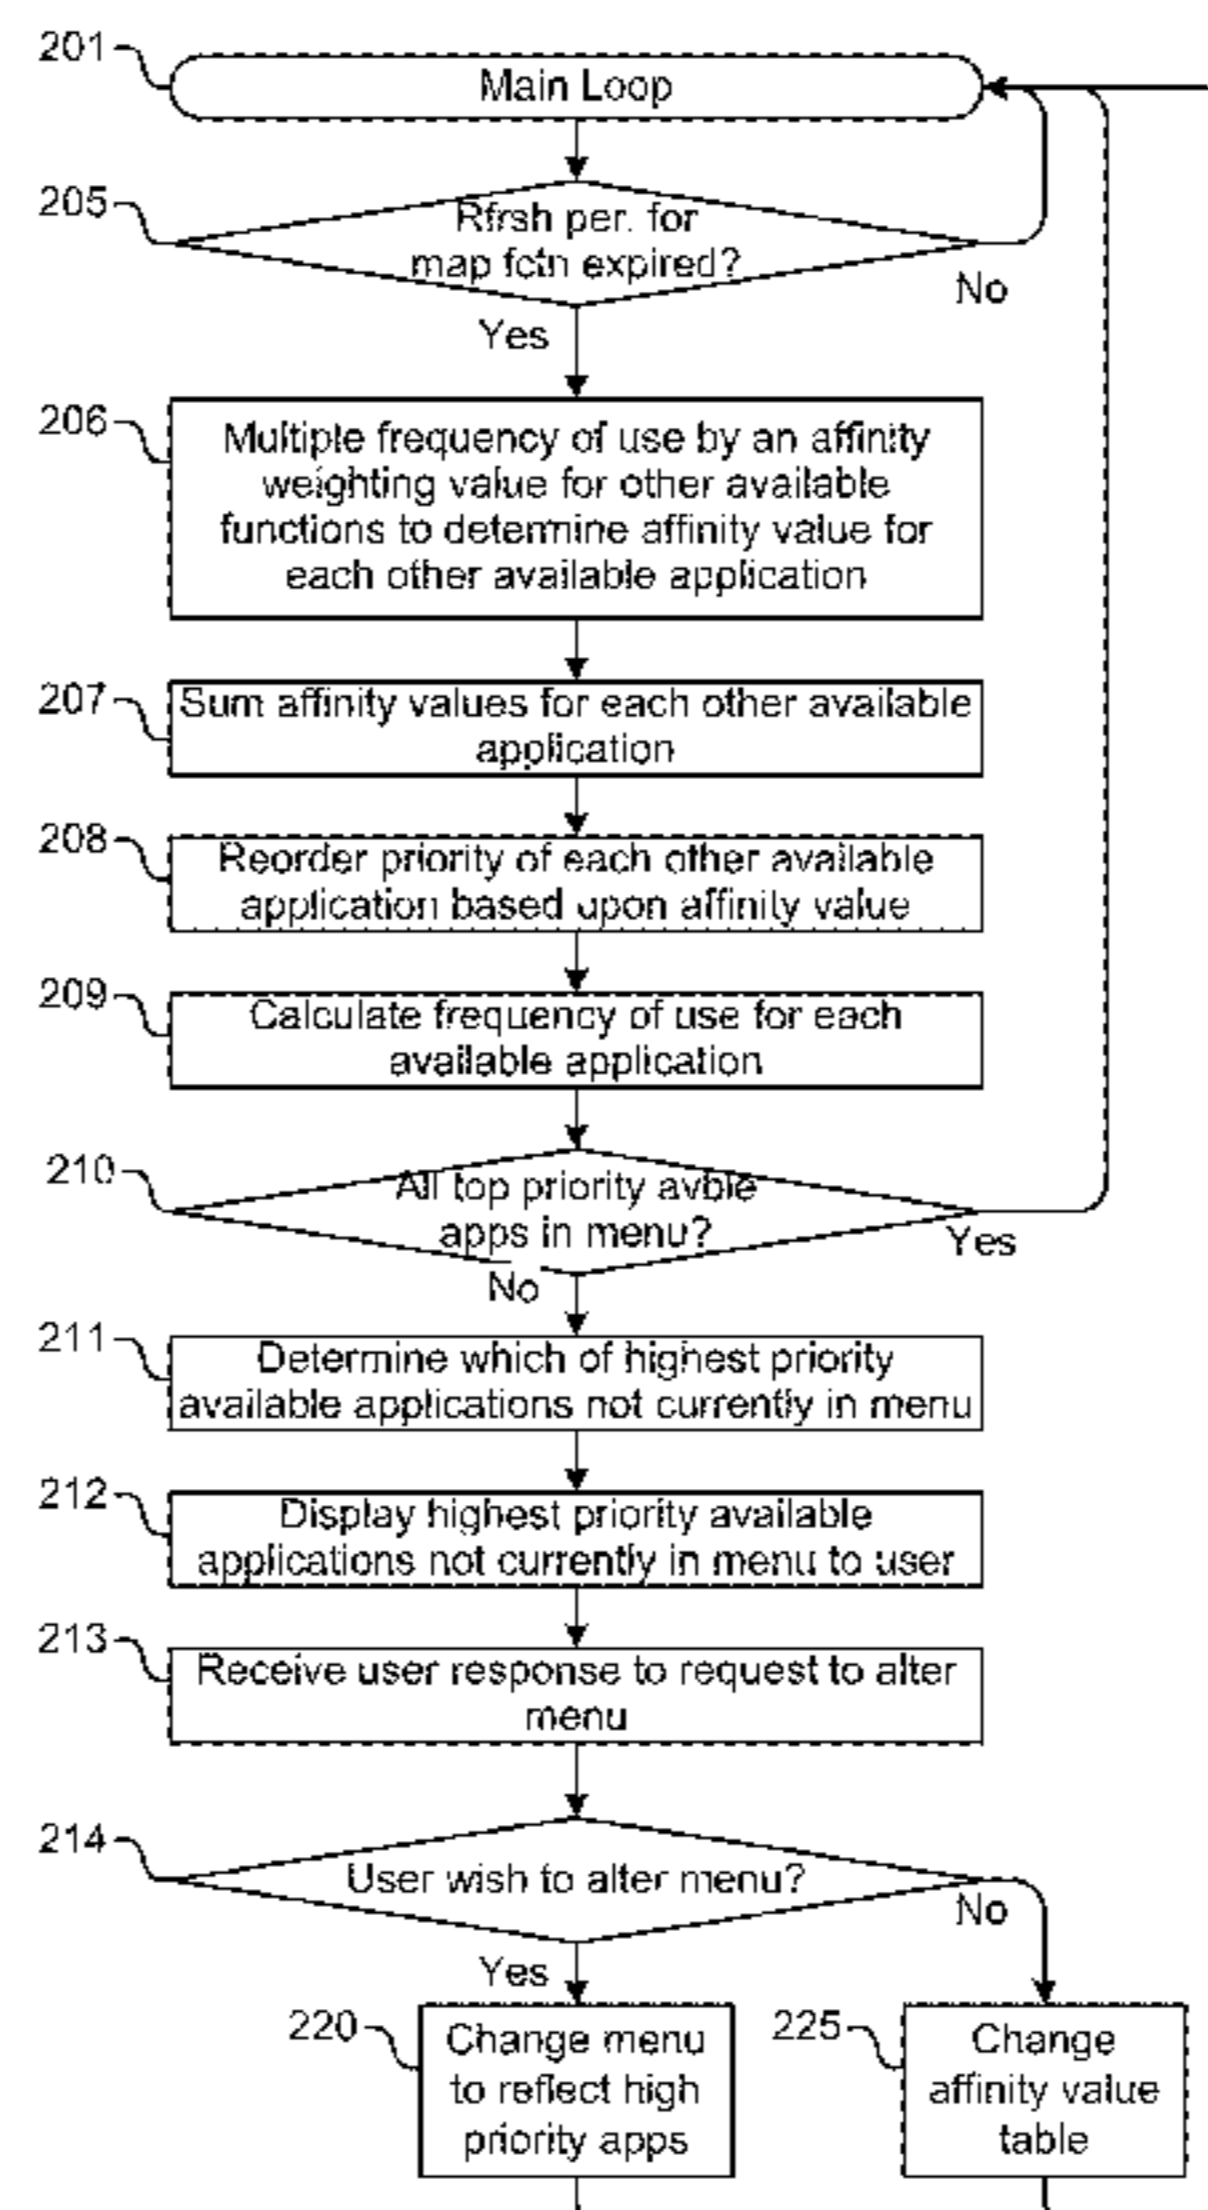 201
Main Loop
205
Rfrsh per. for
map fctn expired?
No
Yes
206
Multiple frequency of use by an affinity
weighting value for other available
functions to determine affinity value for
each other available application
207
Sum affinity values for each other available
application
208
Reorder priority of each other available
application based upon affinity value
209
Calculate frequency of use for each
available application
210
All top priority avble
apps in menu?
Yes
No
211
Determine which of highest priority
available applications not currently in menu
212
Display highest priority available
applications not currently in menu to user
213
Receive user response to request to alter
menu
214
User wish to alter menu?
No
Yes
220
Change menu
to reflect high
priority apps
225
Change
affinity value
table